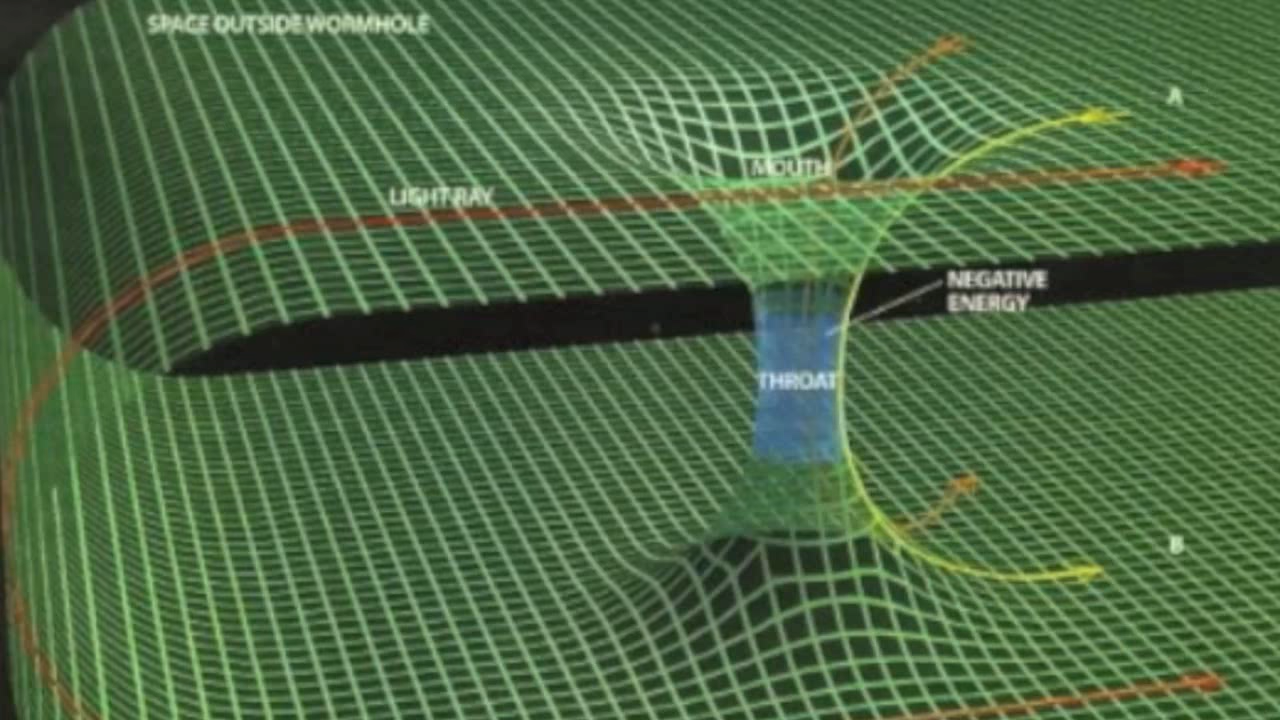 SPACE OUTSIDE WORMHOLE
A
MOUTH
LIGHT RAY
NEGATIVE
ENERGY
THROAT
B